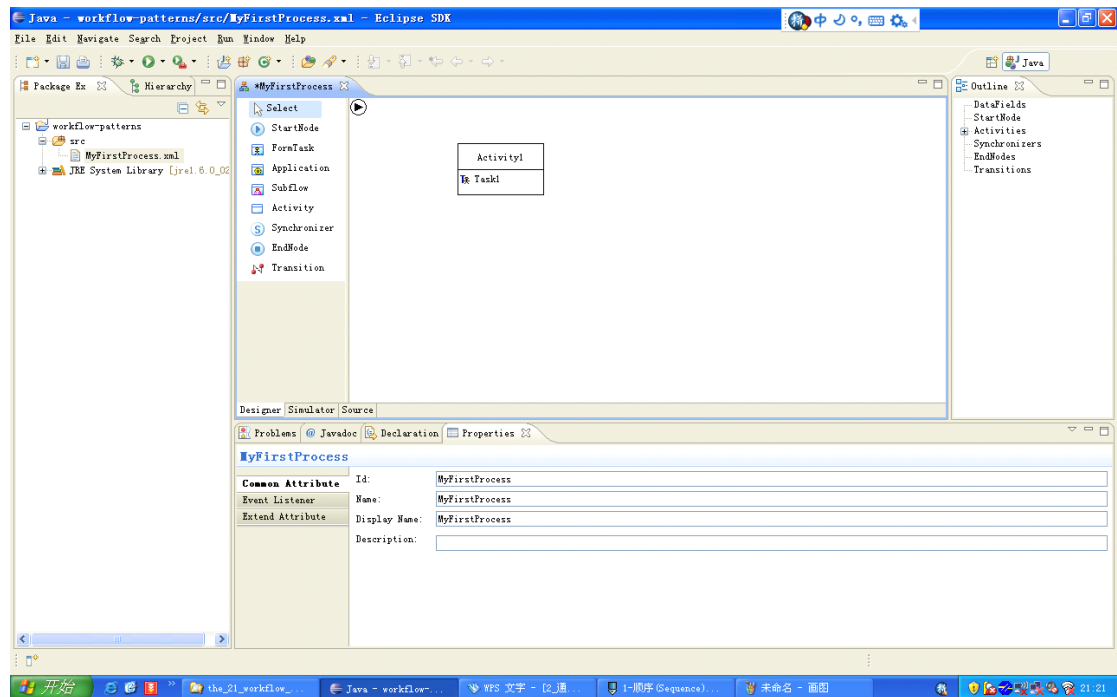 Java - workflow-patterns/src/MyFirstProcess.xml - Eclipse SDK
中
File Edit Navigate Search Project Run Window Help
Java
Package Ex
Hierarchy
workflow-patterns
src
MyFirstProcess.xml
JRE System Library [jre1.6.0_02
*MyFirstProcess
Select
StartNode
FormTask
Application
Subflow
Activity
Synchronizer
EndNode
Transition
Activity1
Task1
Designer Simulator Source
Outline
DataFields
StartNode
Activities
Synchronizers
EndNodes
Transitions
Problems @ Javadoc Declaration Properties
MyFirstProcess
Common Attribute
Event Listener
Extend Attribute
Id: MyFirstProcess
Name: MyFirstProcess
Display Name: MyFirstProcess
Description:
开始
the_21_workflow_...
Java - workflow-...
WPS 文字 - [2_通...
1-顺序(Sequence)...
未命名 - 画图
21:21